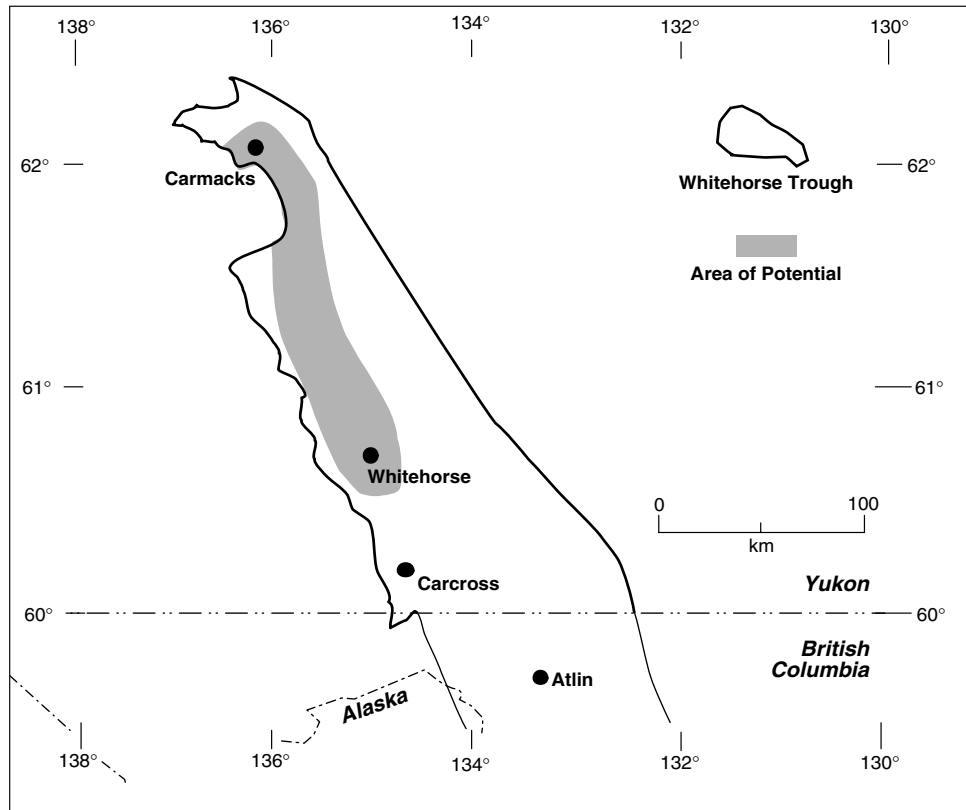 138° 136° 134° 132° 130°
62° 62°
Carmacks
Whitehorse Trough
Area of Potential
61° 61°
Whitehorse
0 100
km
Carcross
Yukon
60° 60°
British
Columbia
Atlin
Alaska
138° 136° 134° 132° 130°